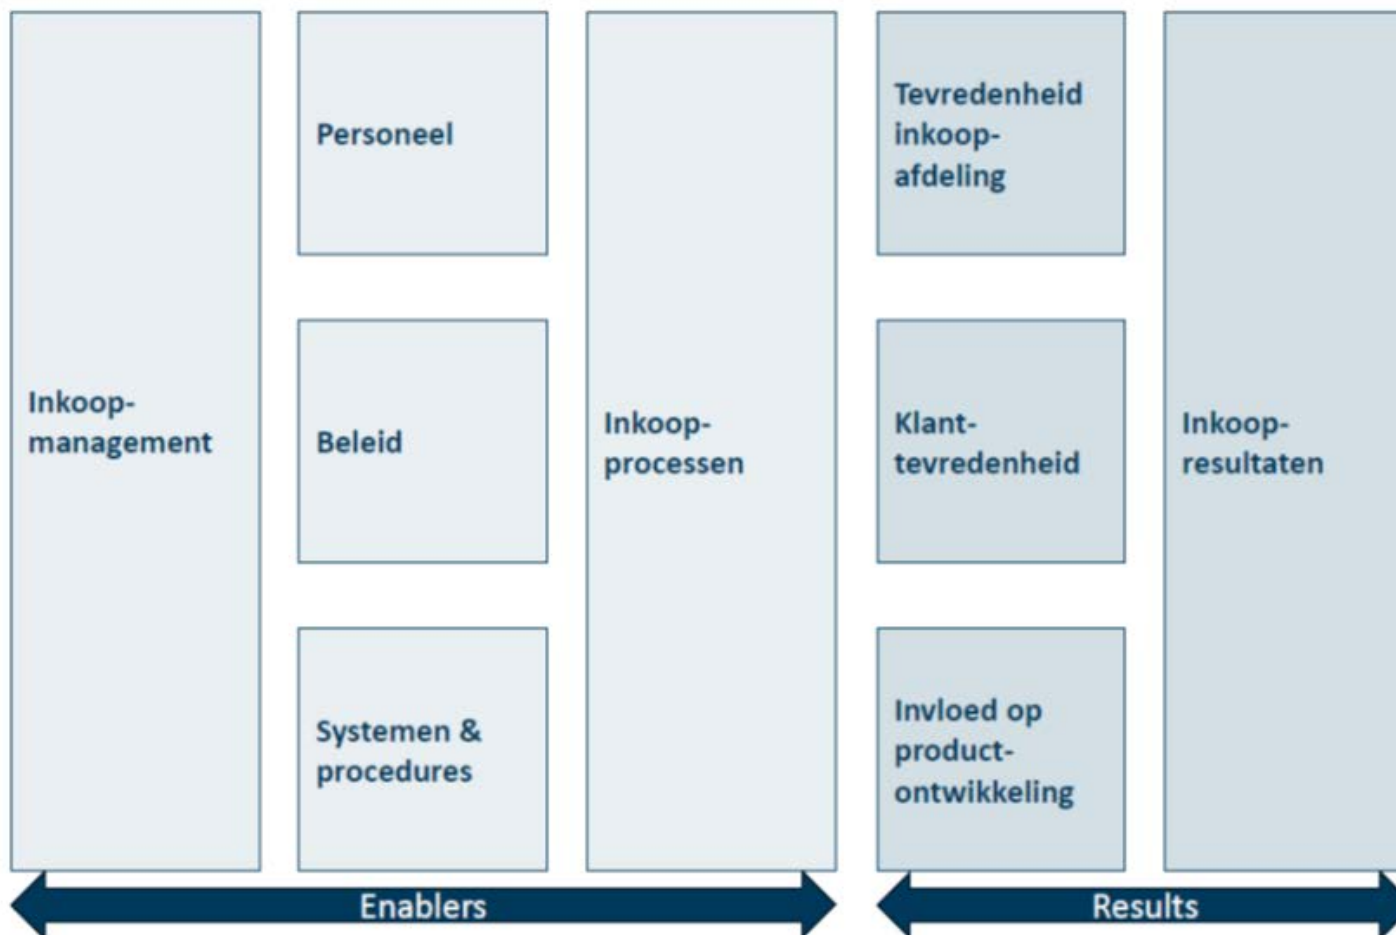 Inkoop-
management
Personeel
Beleid
Systemen &
procedures
Inkoop-
processen
Tevredenheid
inkoop-
afdeling
Klant-
tevredenheid
Invloed op
product-
ontwikkeling
Inkoop-
resultaten
Enablers
Results